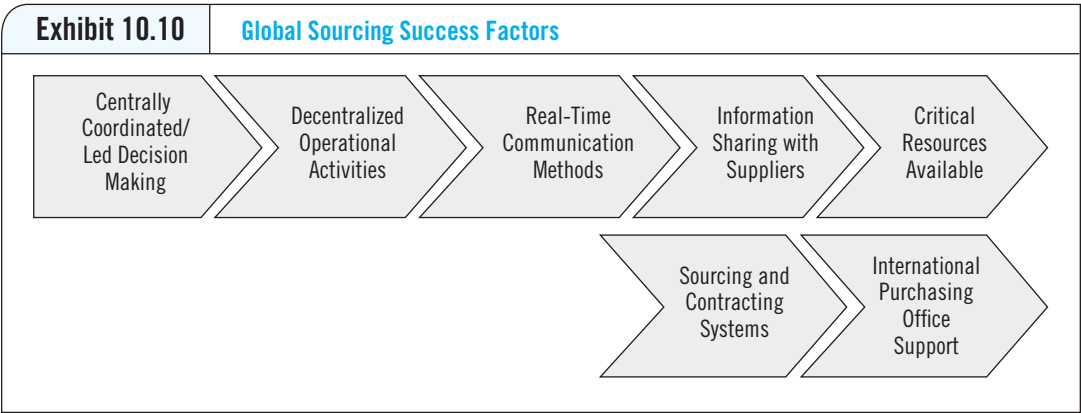 Exhibit 10.10
Global Sourcing Success Factors
Centrally
Coordinated/
Led Decision
Making
Decentralized
Operational
Activities
Real-Time
Communication
Methods
Information
Sharing with
Suppliers
Critical
Resources
Available
Sourcing and
Contracting
Systems
International
Purchasing
Office
Support